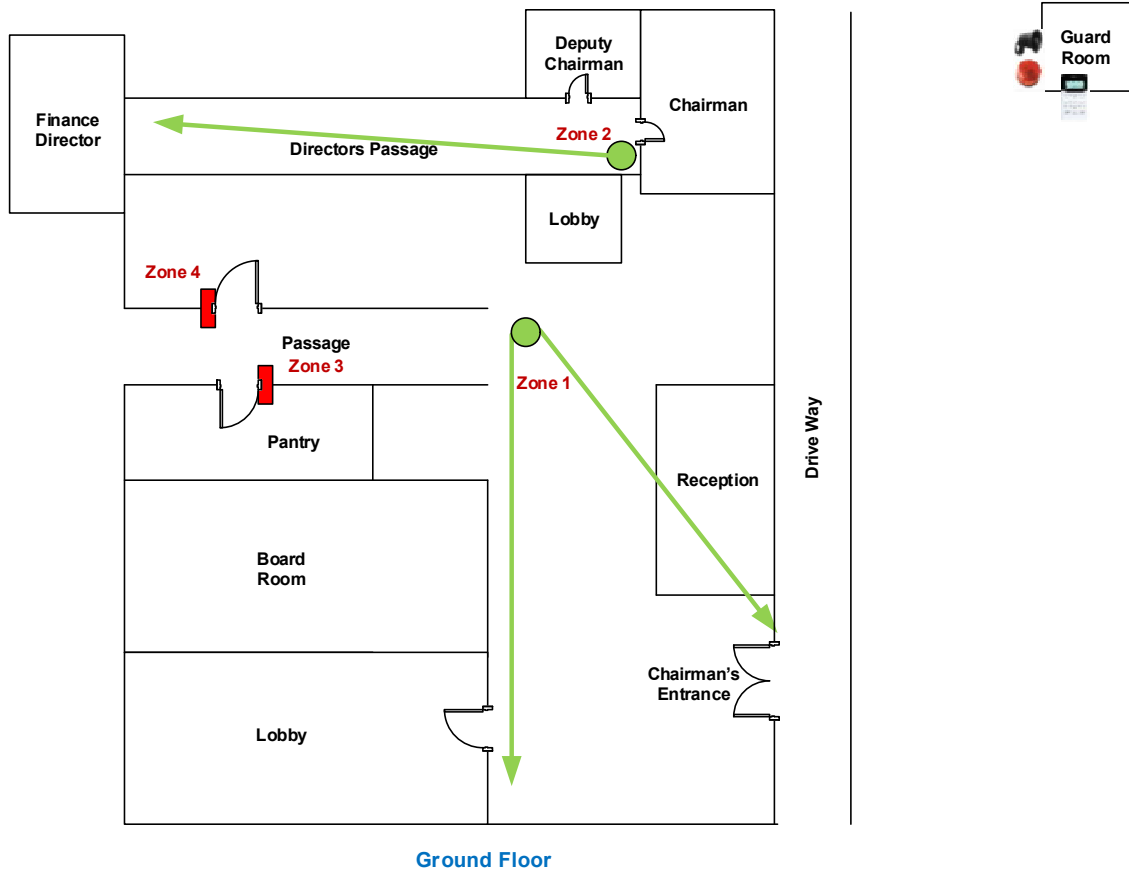 Deputy
Chairman
Guard
Room
Chairman
Finance
Director
Zone 2
Directors Passage
Lobby
Zone 4
Passage
Zone 3
Zone 1
Drive Way
Pantry
Reception
Board
Room
Chairman's
Entrance
Lobby
Ground Floor